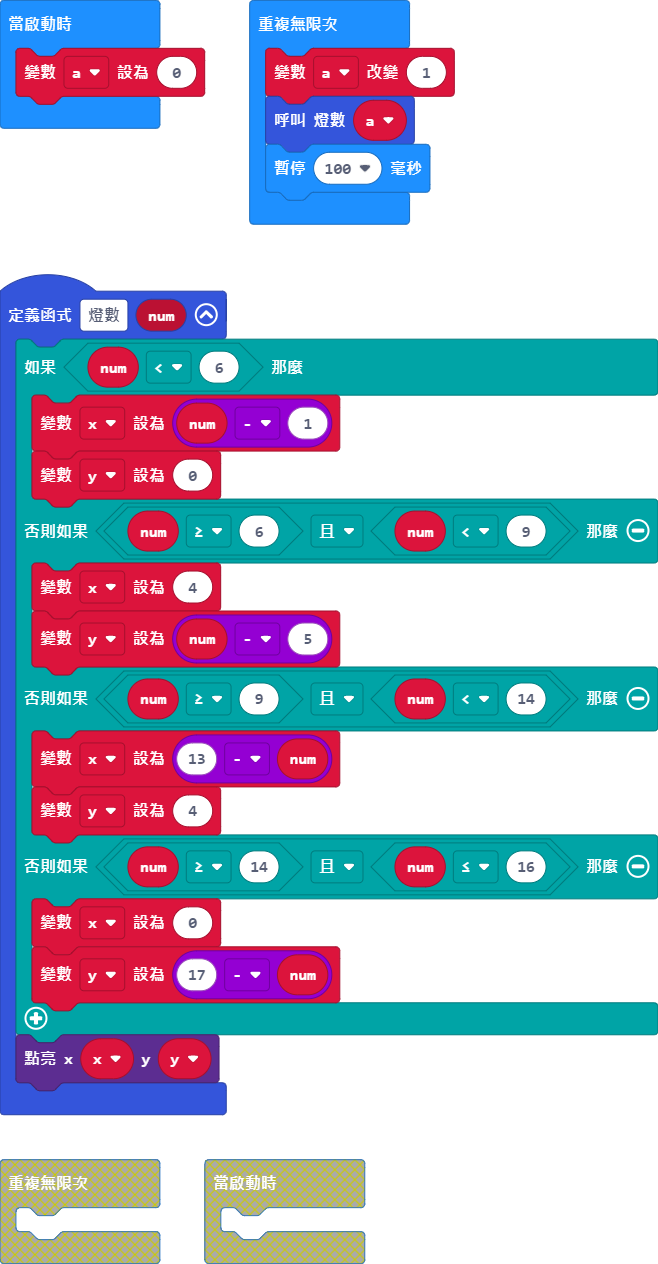 當啟動時
變數 a 設為 0
重複無限次
變數 a 改變 1
呼叫 燈數 a
暫停 100 毫秒
定義函式 燈數 num
如果 num < 6 那麼
變數 x 設為 num - 1
變數 y 設為 0
否則如果 num ≥ 6 且 num < 9 那麼
變數 x 設為 4
變數 y 設為 num - 5
否則如果 num ≥ 9 且 num < 14 那麼
變數 x 設為 13 - num
變數 y 設為 4
否則如果 num ≥ 14 且 num ≤ 16 那麼
變數 x 設為 0
變數 y 設為 17 - num
點亮 x x y y
重複無限次
當啟動時